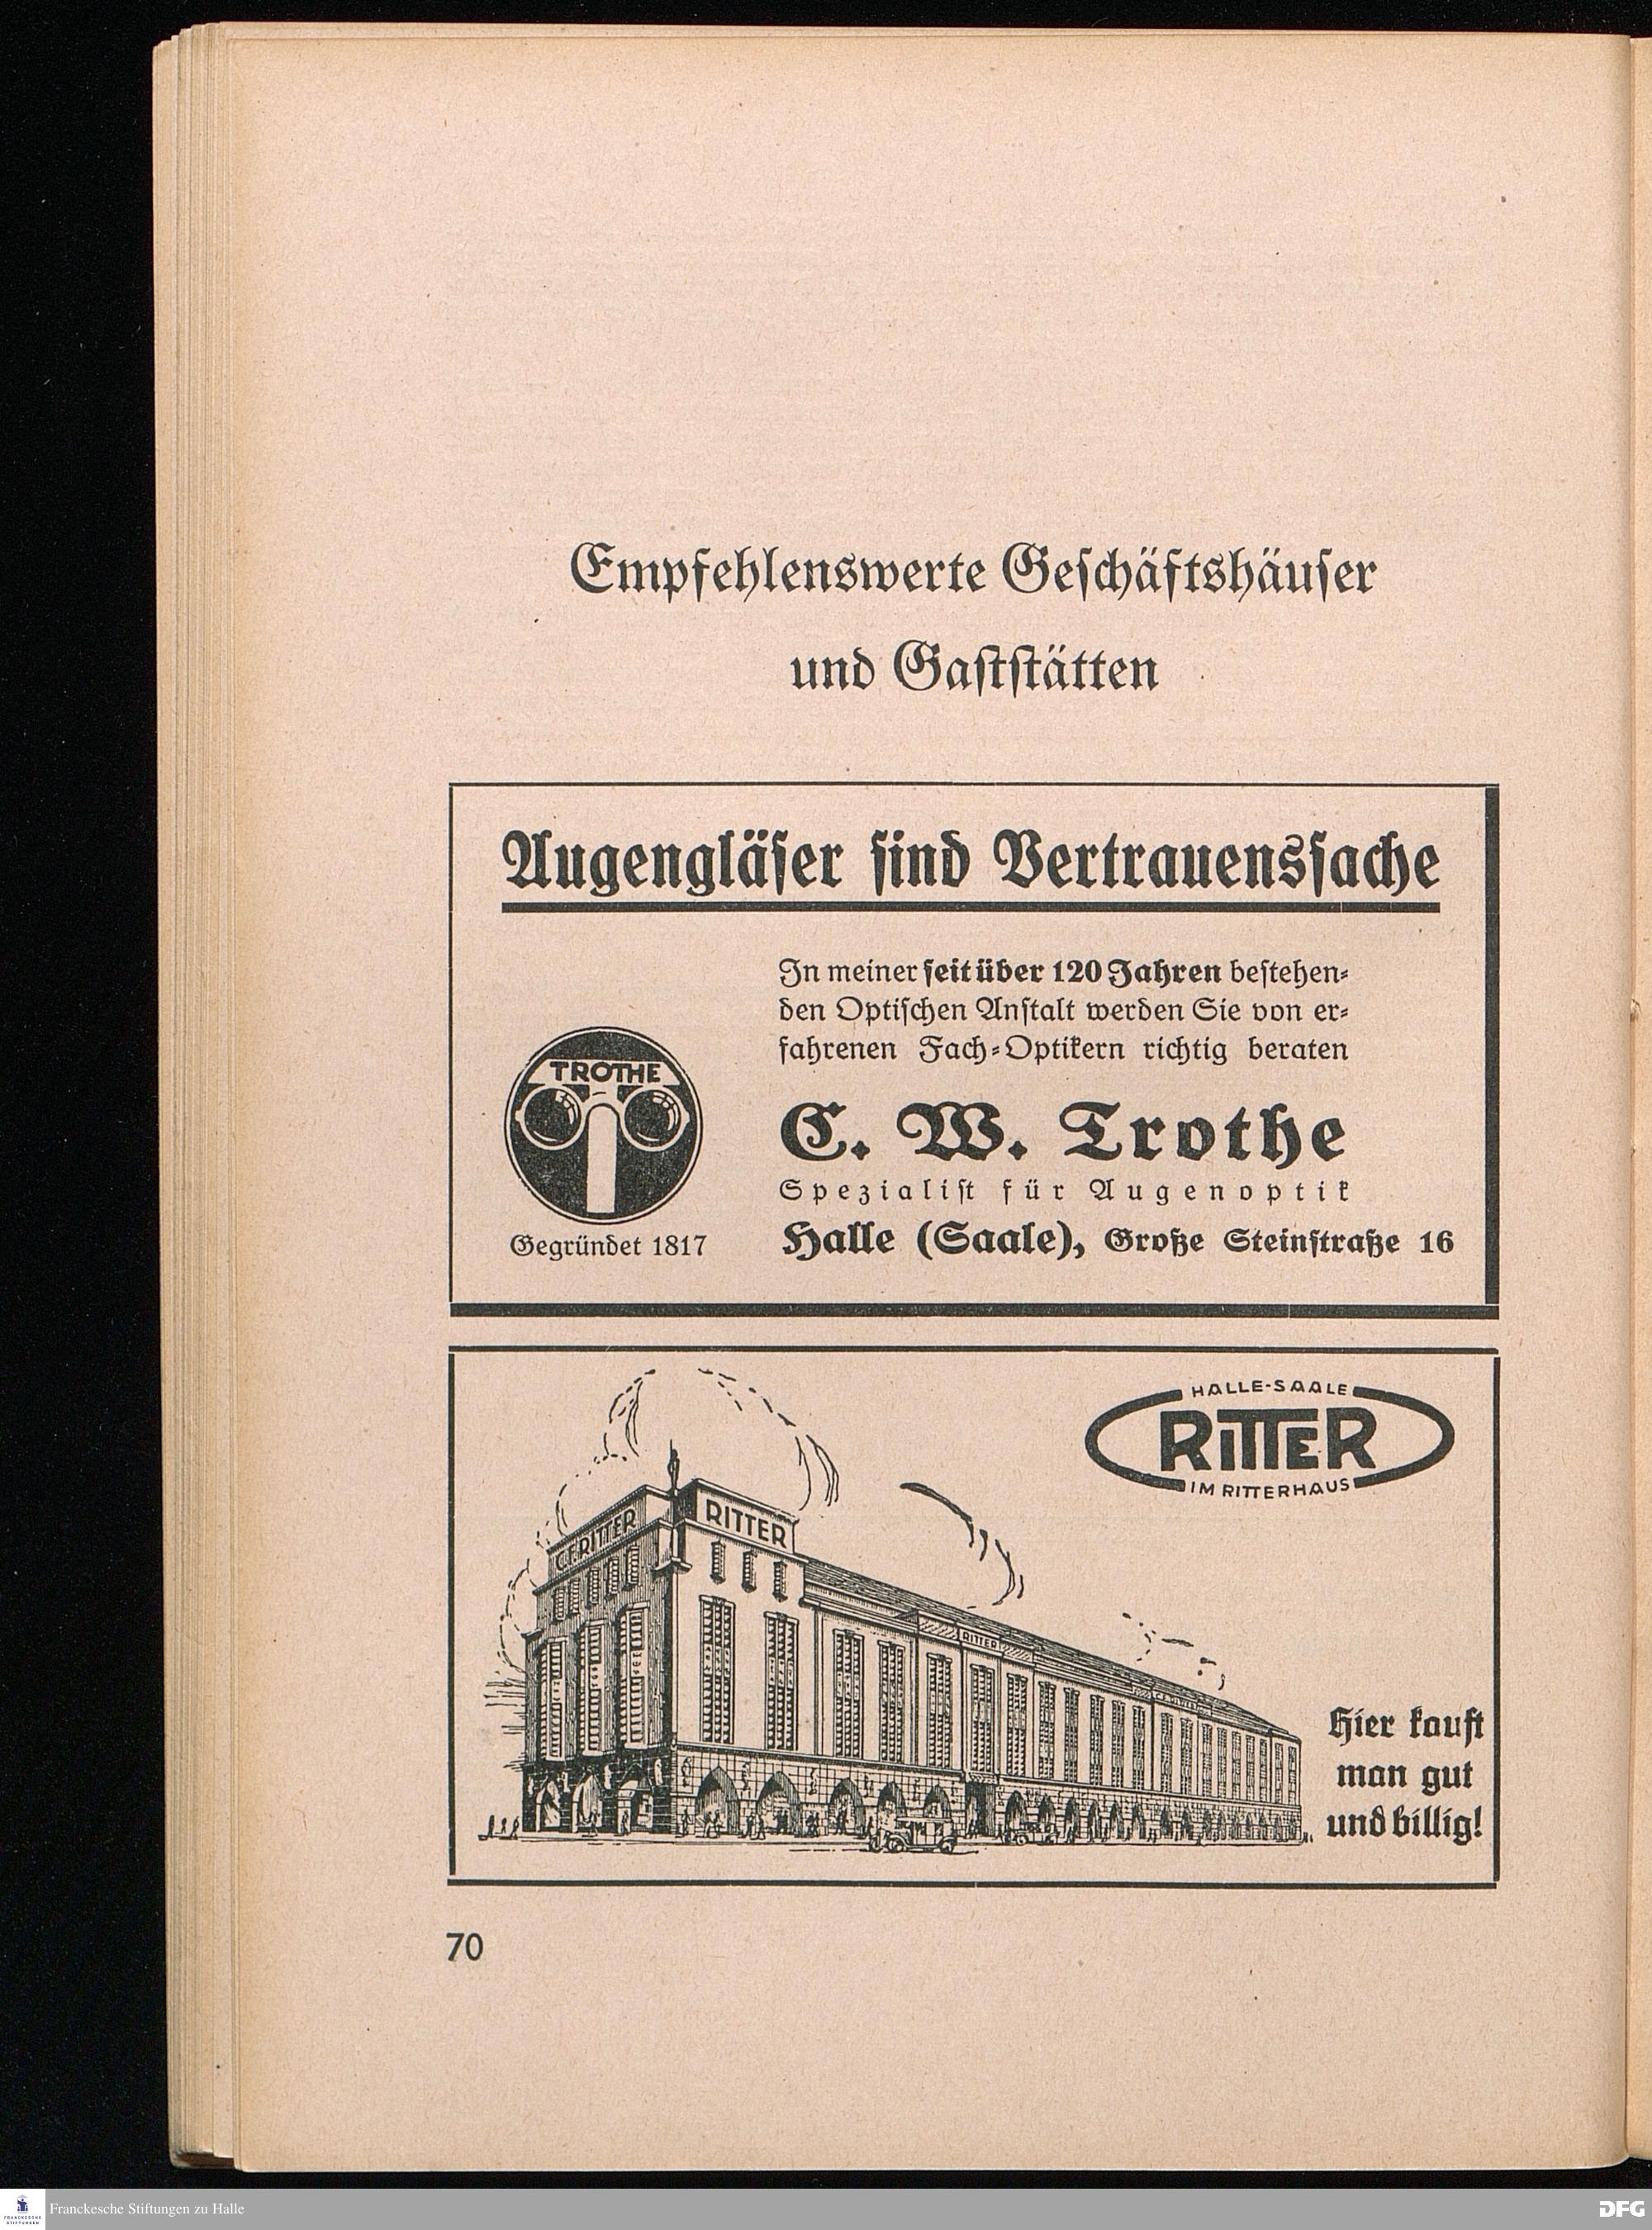 Empfehlenswerte Geſchäftshäuſer
und Gaſtſtätten
Augengläſer ſind Vertrauensſache
In meiner ſeit über 120 Jahren beſtehen⸗
den Optiſchen Anſtalt werden Sie von er⸗
fahrenen Fach⸗Optikern richtig beraten
TROTHE
C. W. Trothe
Spezialiſt für Augenoptik
Gegründet 1817
Halle (Saale), Große Steinſtraße 16
HALLE-SAALE
RITTER
IM RITTERHAUS
C.F. RITTER
RITTER
RITTER
Hier kauft
man gut
und billig!
70
Franckesche Stiftungen zu Halle
FRANCKESCHE
STIFTUNGEN
DFG